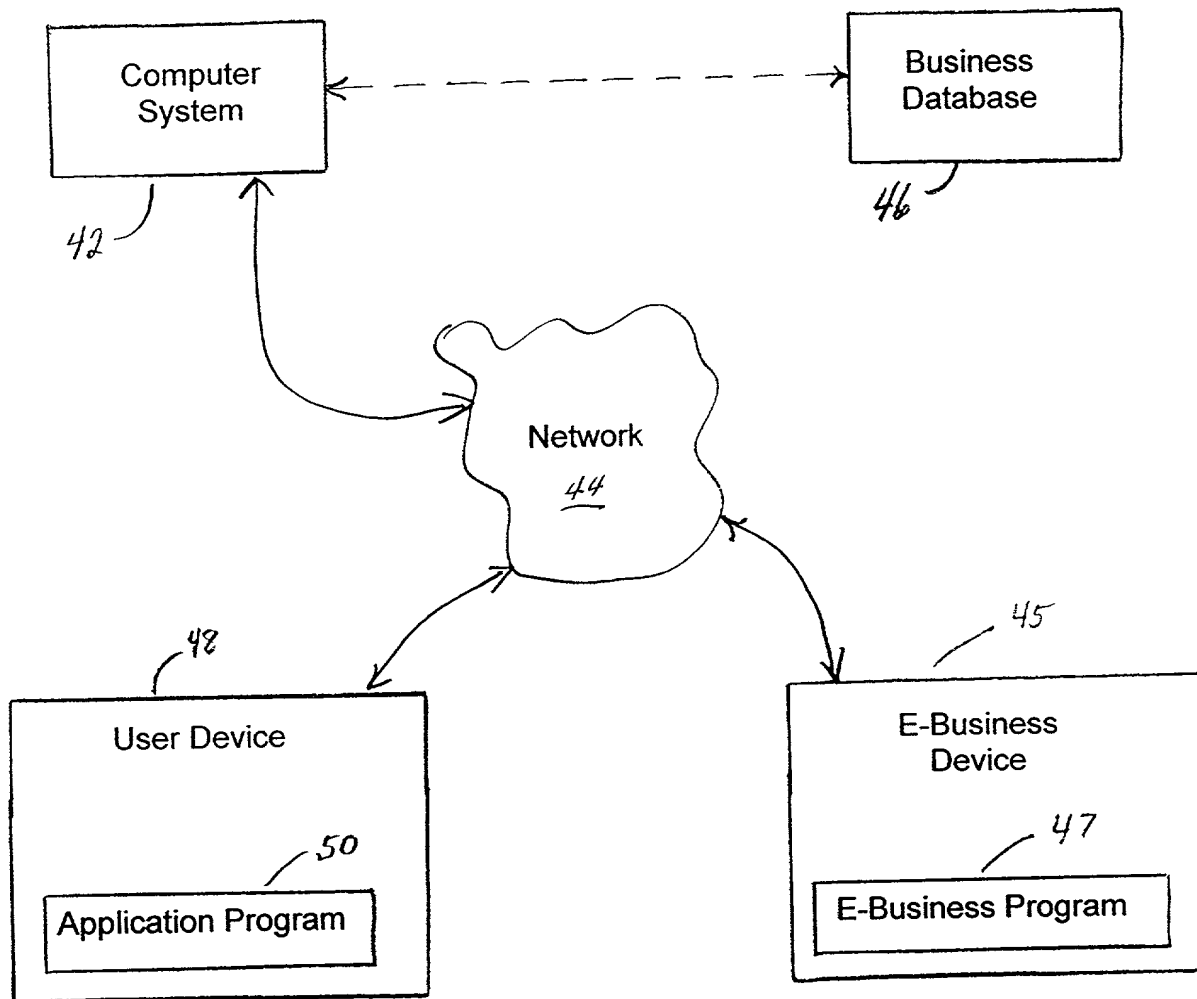 Computer
System
Business
Database
42
46
Network
44
48
45
User Device
E-Business
Device
50
47
Application Program
E-Business Program